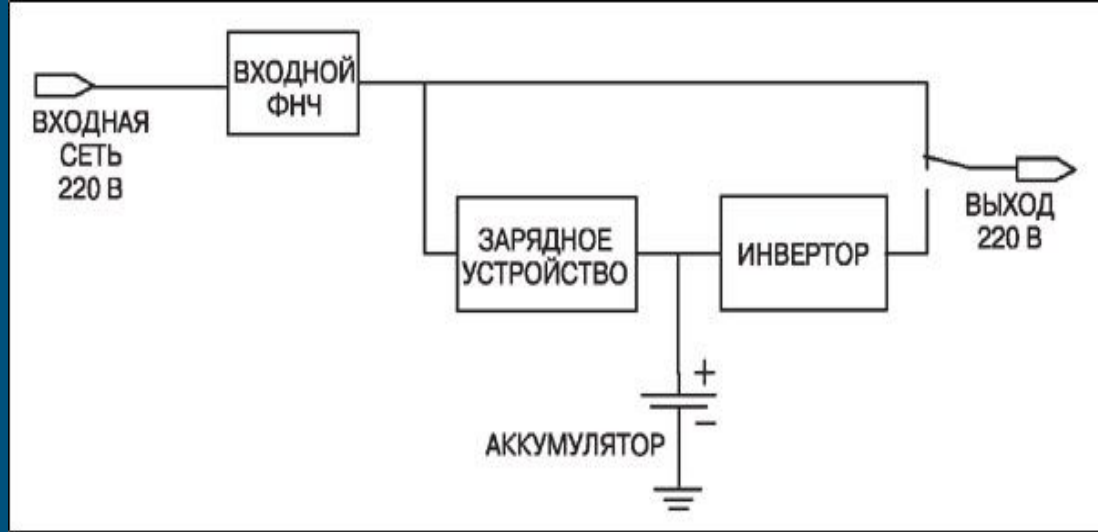 ВХОДНОЙ
ФНЧ
ВХОДНАЯ
СЕТЬ
220 В
ЗАРЯДНОЕ
УСТРОЙСТВО
ИНВЕРТОР
ВЫХОД
220 В
+
−
АККУМУЛЯТОР